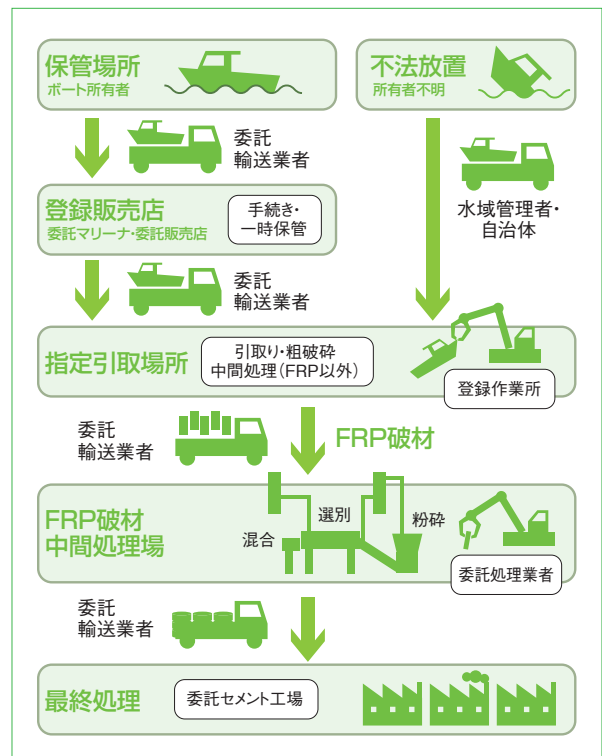 保管場所
ボート所有者
不法放置
所有者不明
委託
輸送業者
水域管理者・
自治体
登録販売店
委託マリーナ・委託販売店
手続き・
一時保管
委託
輸送業者
指定引取場所
引取り・粗破砕
中間処理（FRP以外）
登録作業所
委託
輸送業者
FRP破材
FRP破材
中間処理場
混合
選別
粉砕
委託処理業者
委託
輸送業者
最終処理
委託セメント工場